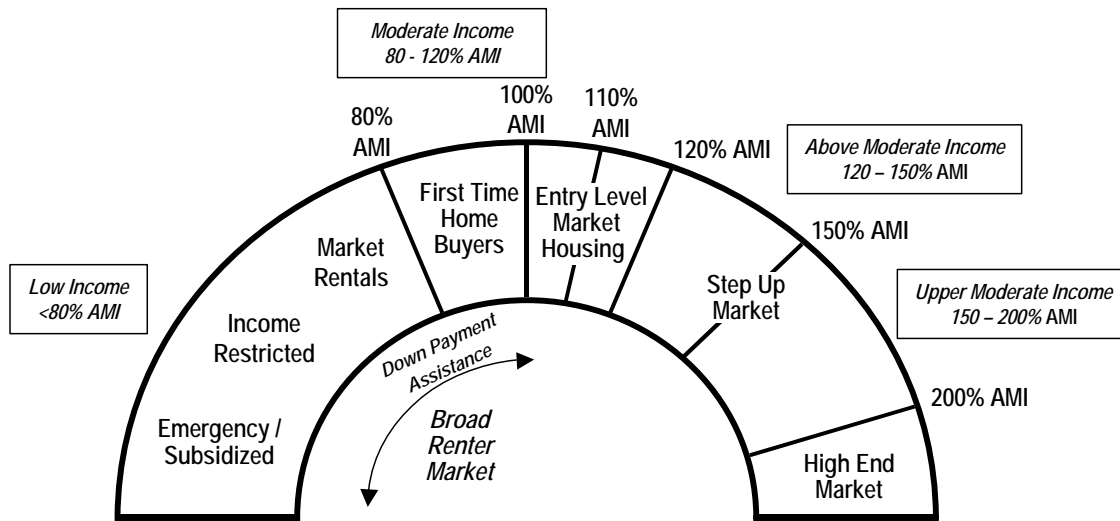 Moderate Income
80 - 120% AMI
100%
AMI
110%
AMI
80%
AMI
120% AMI
Above Moderate Income
120 – 150% AMI
First Time
Home
Buyers
Entry Level
Market
Housing
150% AMI
Market
Rentals
Low Income
<80% AMI
Step Up
Market
Upper Moderate Income
150 – 200% AMI
Income
Restricted
Down Payment
Assistance
200% AMI
Broad
Renter
Market
Emergency /
Subsidized
High End
Market